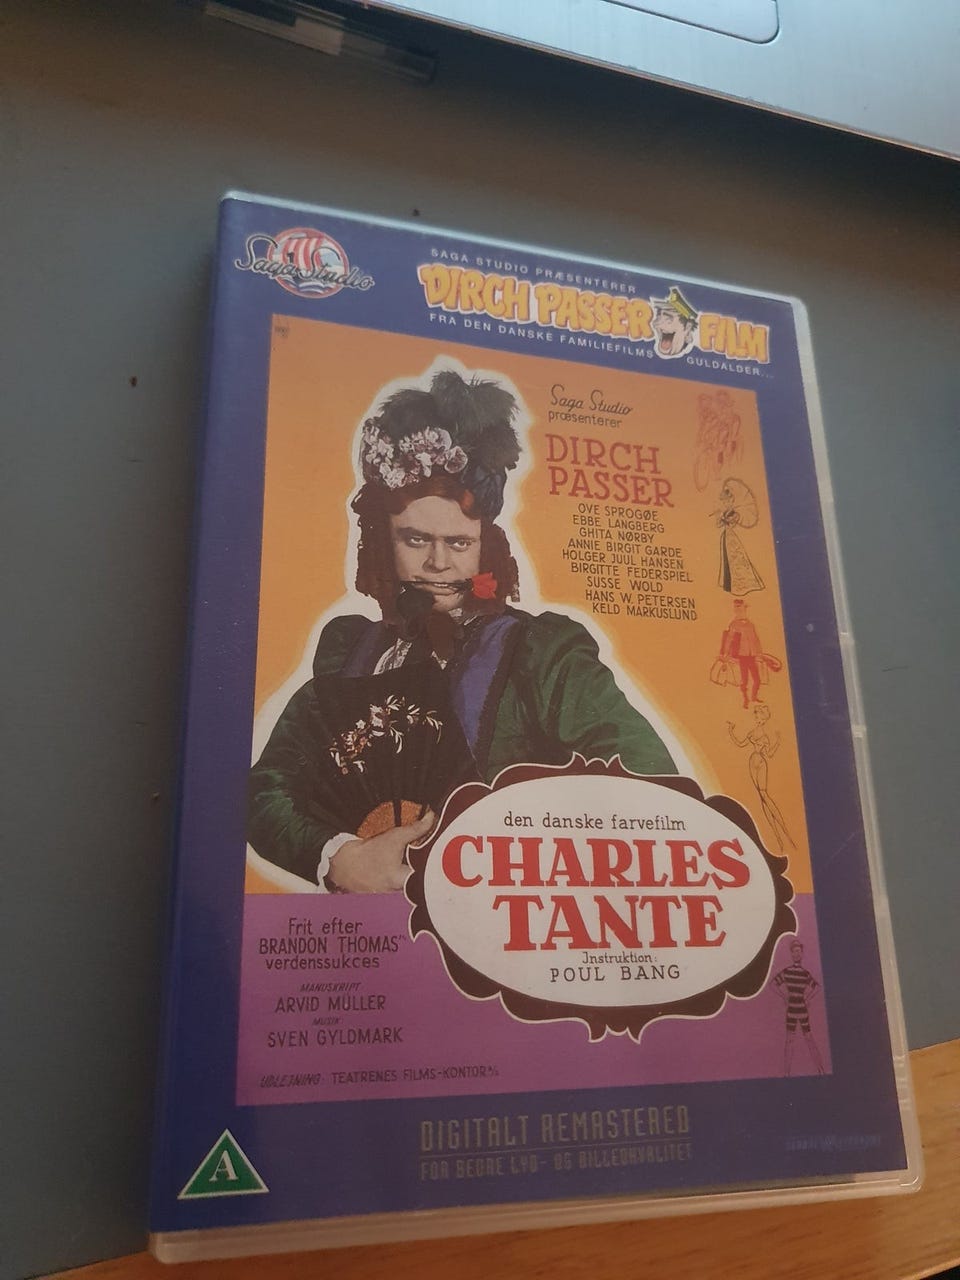 Saga Studio
SAGA STUDIO PRÆSENTERER
DIRCH PASSER FILM
FRA DEN DANSKE FAMILIEFILMS GULDALDER...
Saga Studio
præsenterer
DIRCH
PASSER
OVE SPROGØE
EBBE LANGBERG
GHITA NØRBY
ANNIE BIRGIT GARDE
HOLGER JUUL HANSEN
BIRGITTE FEDERSPIEL
SUSSE WOLD
HANS W. PETERSEN
KELD MARKUSLUND
den danske farvefilm
CHARLES
TANTE
Instruktion:
POUL BANG
Frit efter
BRANDON THOMAS'
verdenssukces
MANUSKRIPT
ARVID MÜLLER
MUSIK:
SVEN GYLDMARK
UDLEJNING: TEATRENES FILMS-KONTOR A/S
DIGITALT REMASTERED
FOR BEDRE LYD- OG BILLEDKVALITET
A